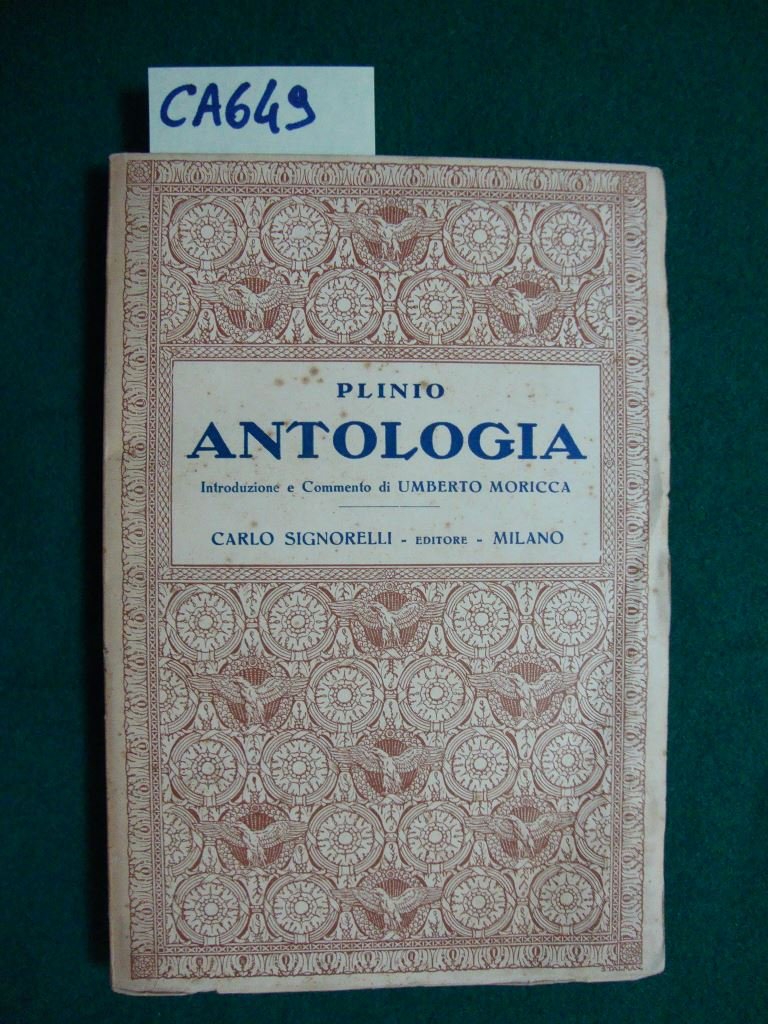 CA649
PLINIO
ANTOLOGIA
Introduzione e Commento di UMBERTO MORICCA
CARLO SIGNORELLI - EDITORE - MILANO